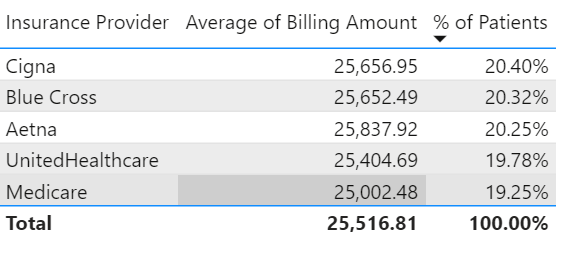 Insurance Provider Average of Billing Amount % of Patients
Cigna 25,656.95 20.40%
Blue Cross 25,652.49 20.32%
Aetna 25,837.92 20.25%
UnitedHealthcare 25,404.69 19.78%
Medicare 25,002.48 19.25%
Total 25,516.81 100.00%